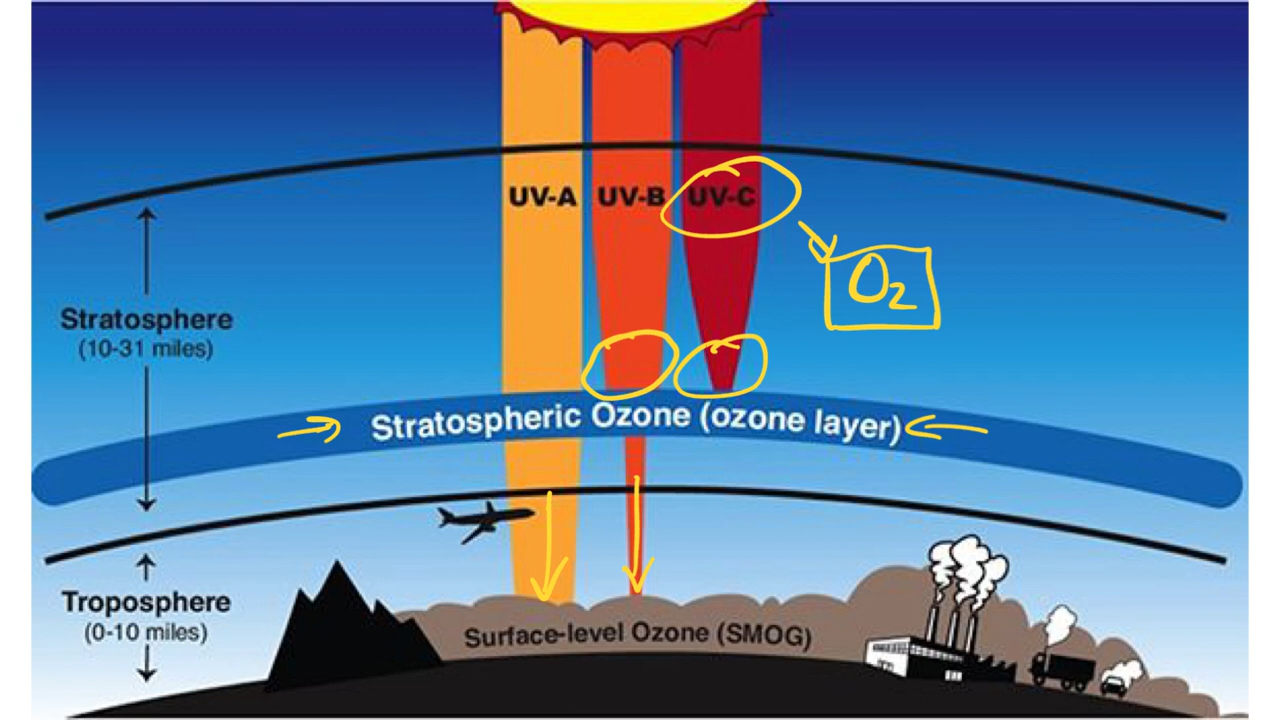 UV-A UV-B UV-C
O2
Stratosphere
(10-31 miles)
Stratospheric Ozone (ozone layer)
Troposphere
(0-10 miles)
Surface-level Ozone (SMOG)